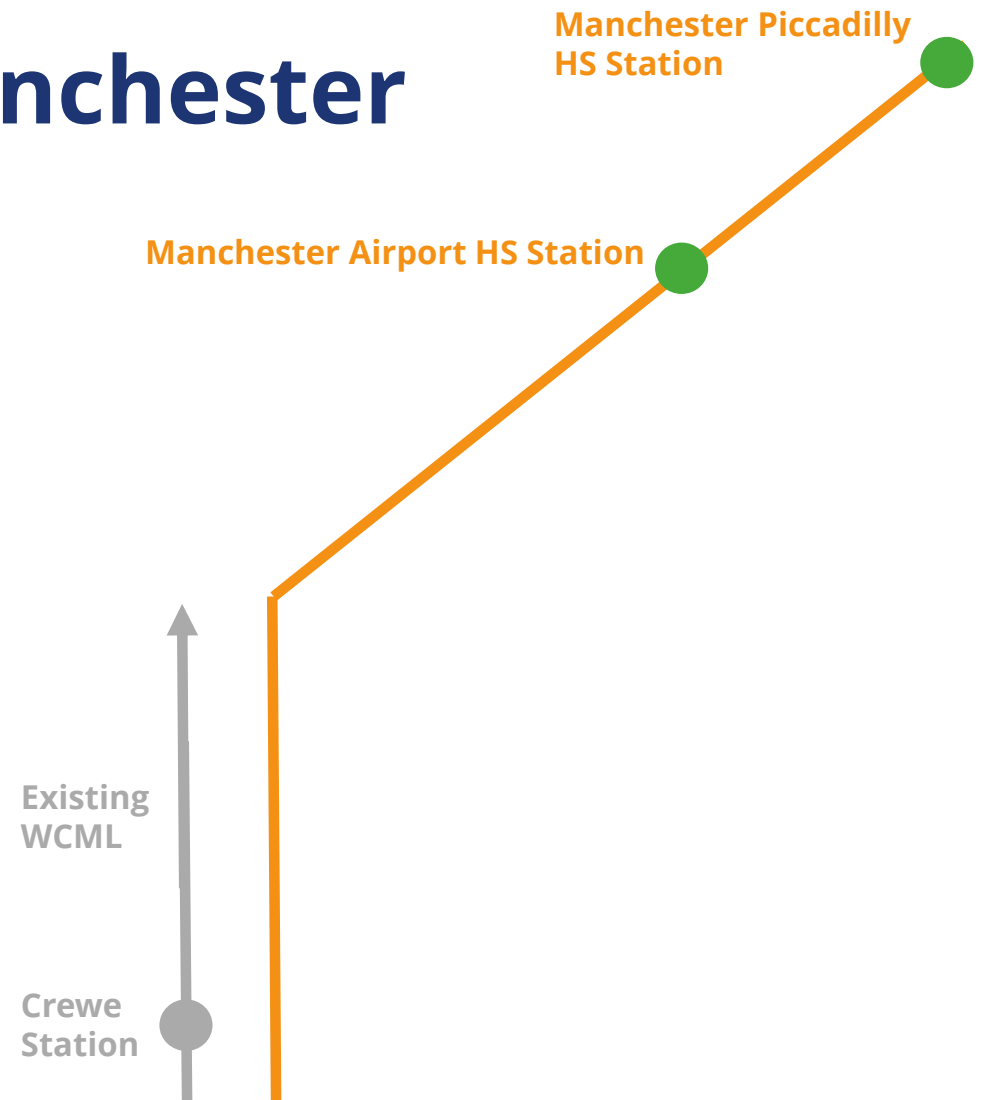 Manchester Piccadilly
HS Station
nchester
Manchester Airport HS Station
Existing
WCML
Crewe
Station